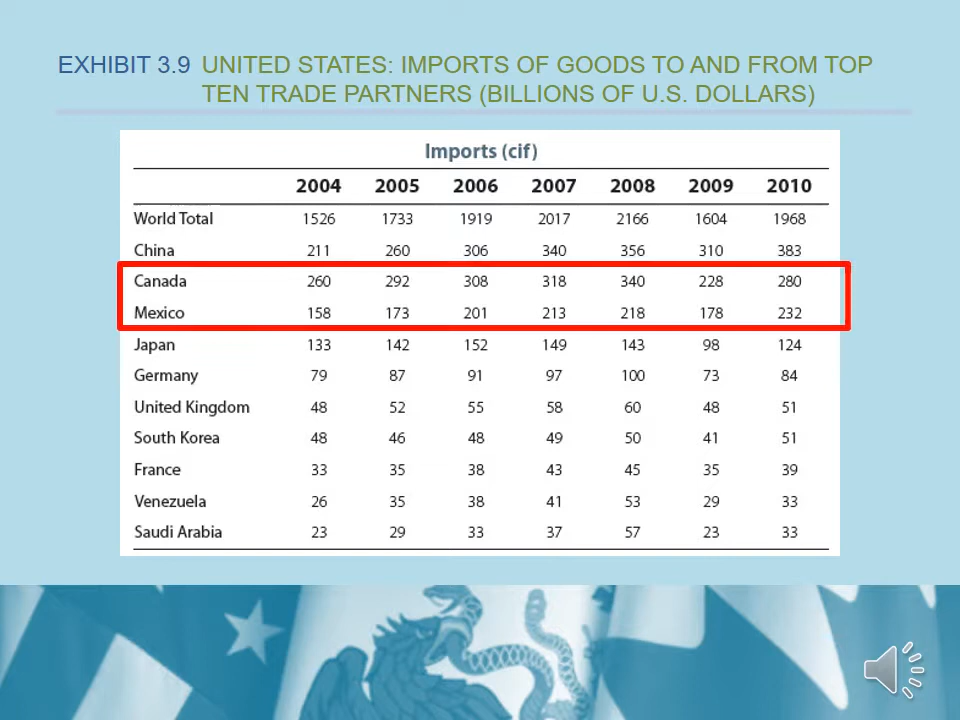 EXHIBIT 3.9 UNITED STATES: IMPORTS OF GOODS TO AND FROM TOP
TEN TRADE PARTNERS (BILLIONS OF U.S. DOLLARS)
Imports (cif)
2004 2005 2006 2007 2008 2009 2010
World Total 1526 1733 1919 2017 2166 1604 1968
China 211 260 306 340 356 310 383
Canada 260 292 308 318 340 228 280
Mexico 158 173 201 213 218 178 232
Japan 133 142 152 149 143 98 124
Germany 79 87 91 97 100 73 84
United Kingdom 48 52 55 58 60 48 51
South Korea 48 46 48 49 50 41 51
France 33 35 38 43 45 35 39
Venezuela 26 35 38 41 53 29 33
Saudi Arabia 23 29 33 37 57 23 33